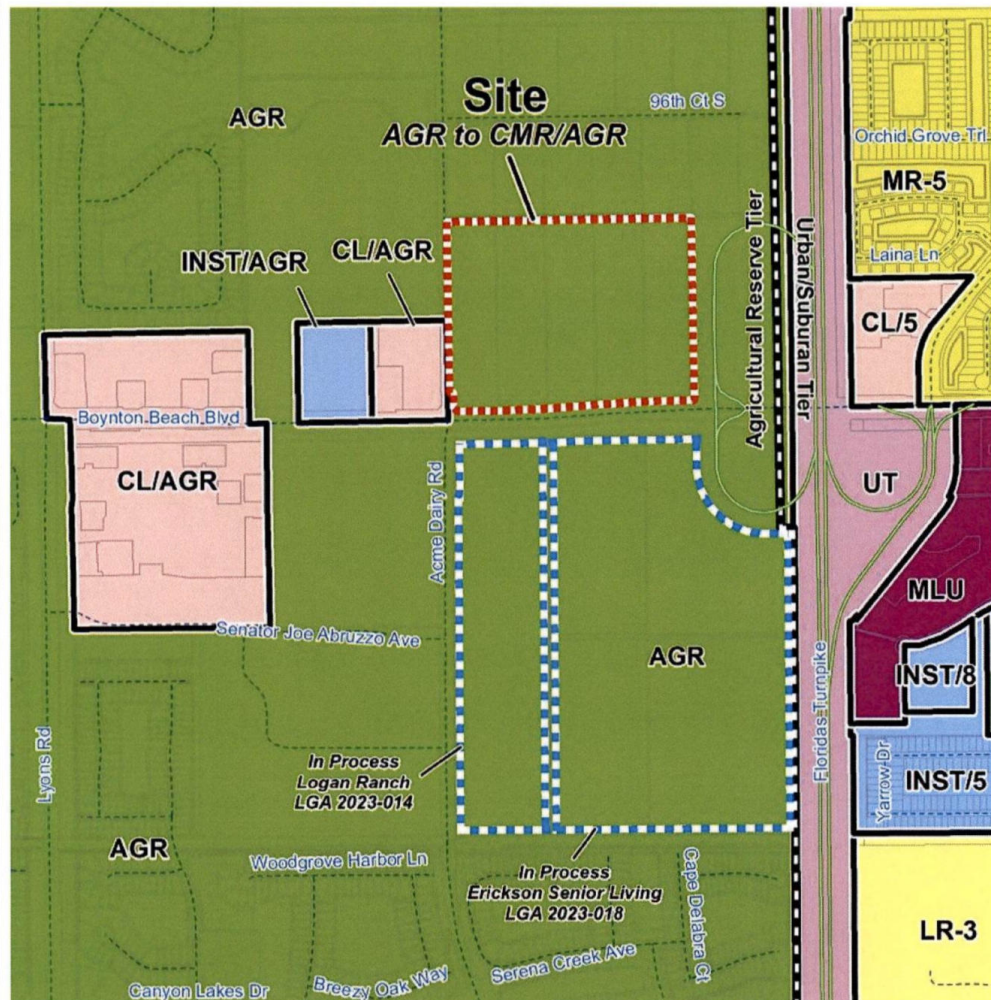 Site
AGR to CMR/AGR
96th Ct S
AGR
Orchid Grove Trl
MR-5
Laina Ln
INST/AGR
CL/AGR
Agricultural Reserve Tier
Urban/Suburan Tier
CL/5
Boynton Beach Blvd
CL/AGR
Acme Dairy Rd
UT
MLU
Senator Joe Abruzzo Ave
AGR
INST/8
Floridas Turnpike
Lyons Rd
In Process
Logan Ranch
LGA 2023-014
Yarrow Dr
INST/5
AGR
Woodgrove Harbor Ln
In Process
Erickson Senior Living
LGA 2023-018
Cape Delabra Ct
LR-3
Canyon Lakes Dr
Breezy Oak Way
Serena Creek Ave